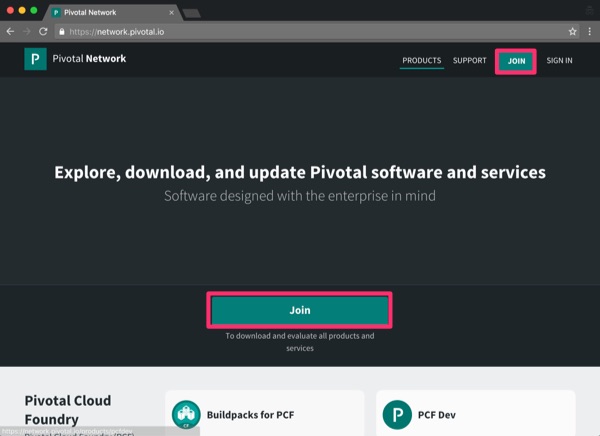 Pivotal Network
https://network.pivotal.io
P Pivotal Network
PRODUCTS SUPPORT JOIN SIGN IN
Explore, download, and update Pivotal software and services
Software designed with the enterprise in mind
Join
To download and evaluate all products and
services
Pivotal Cloud
Foundry
Buildpacks for PCF
CF
P PCF Dev
https://network.pivotal.io/products/pcfdev